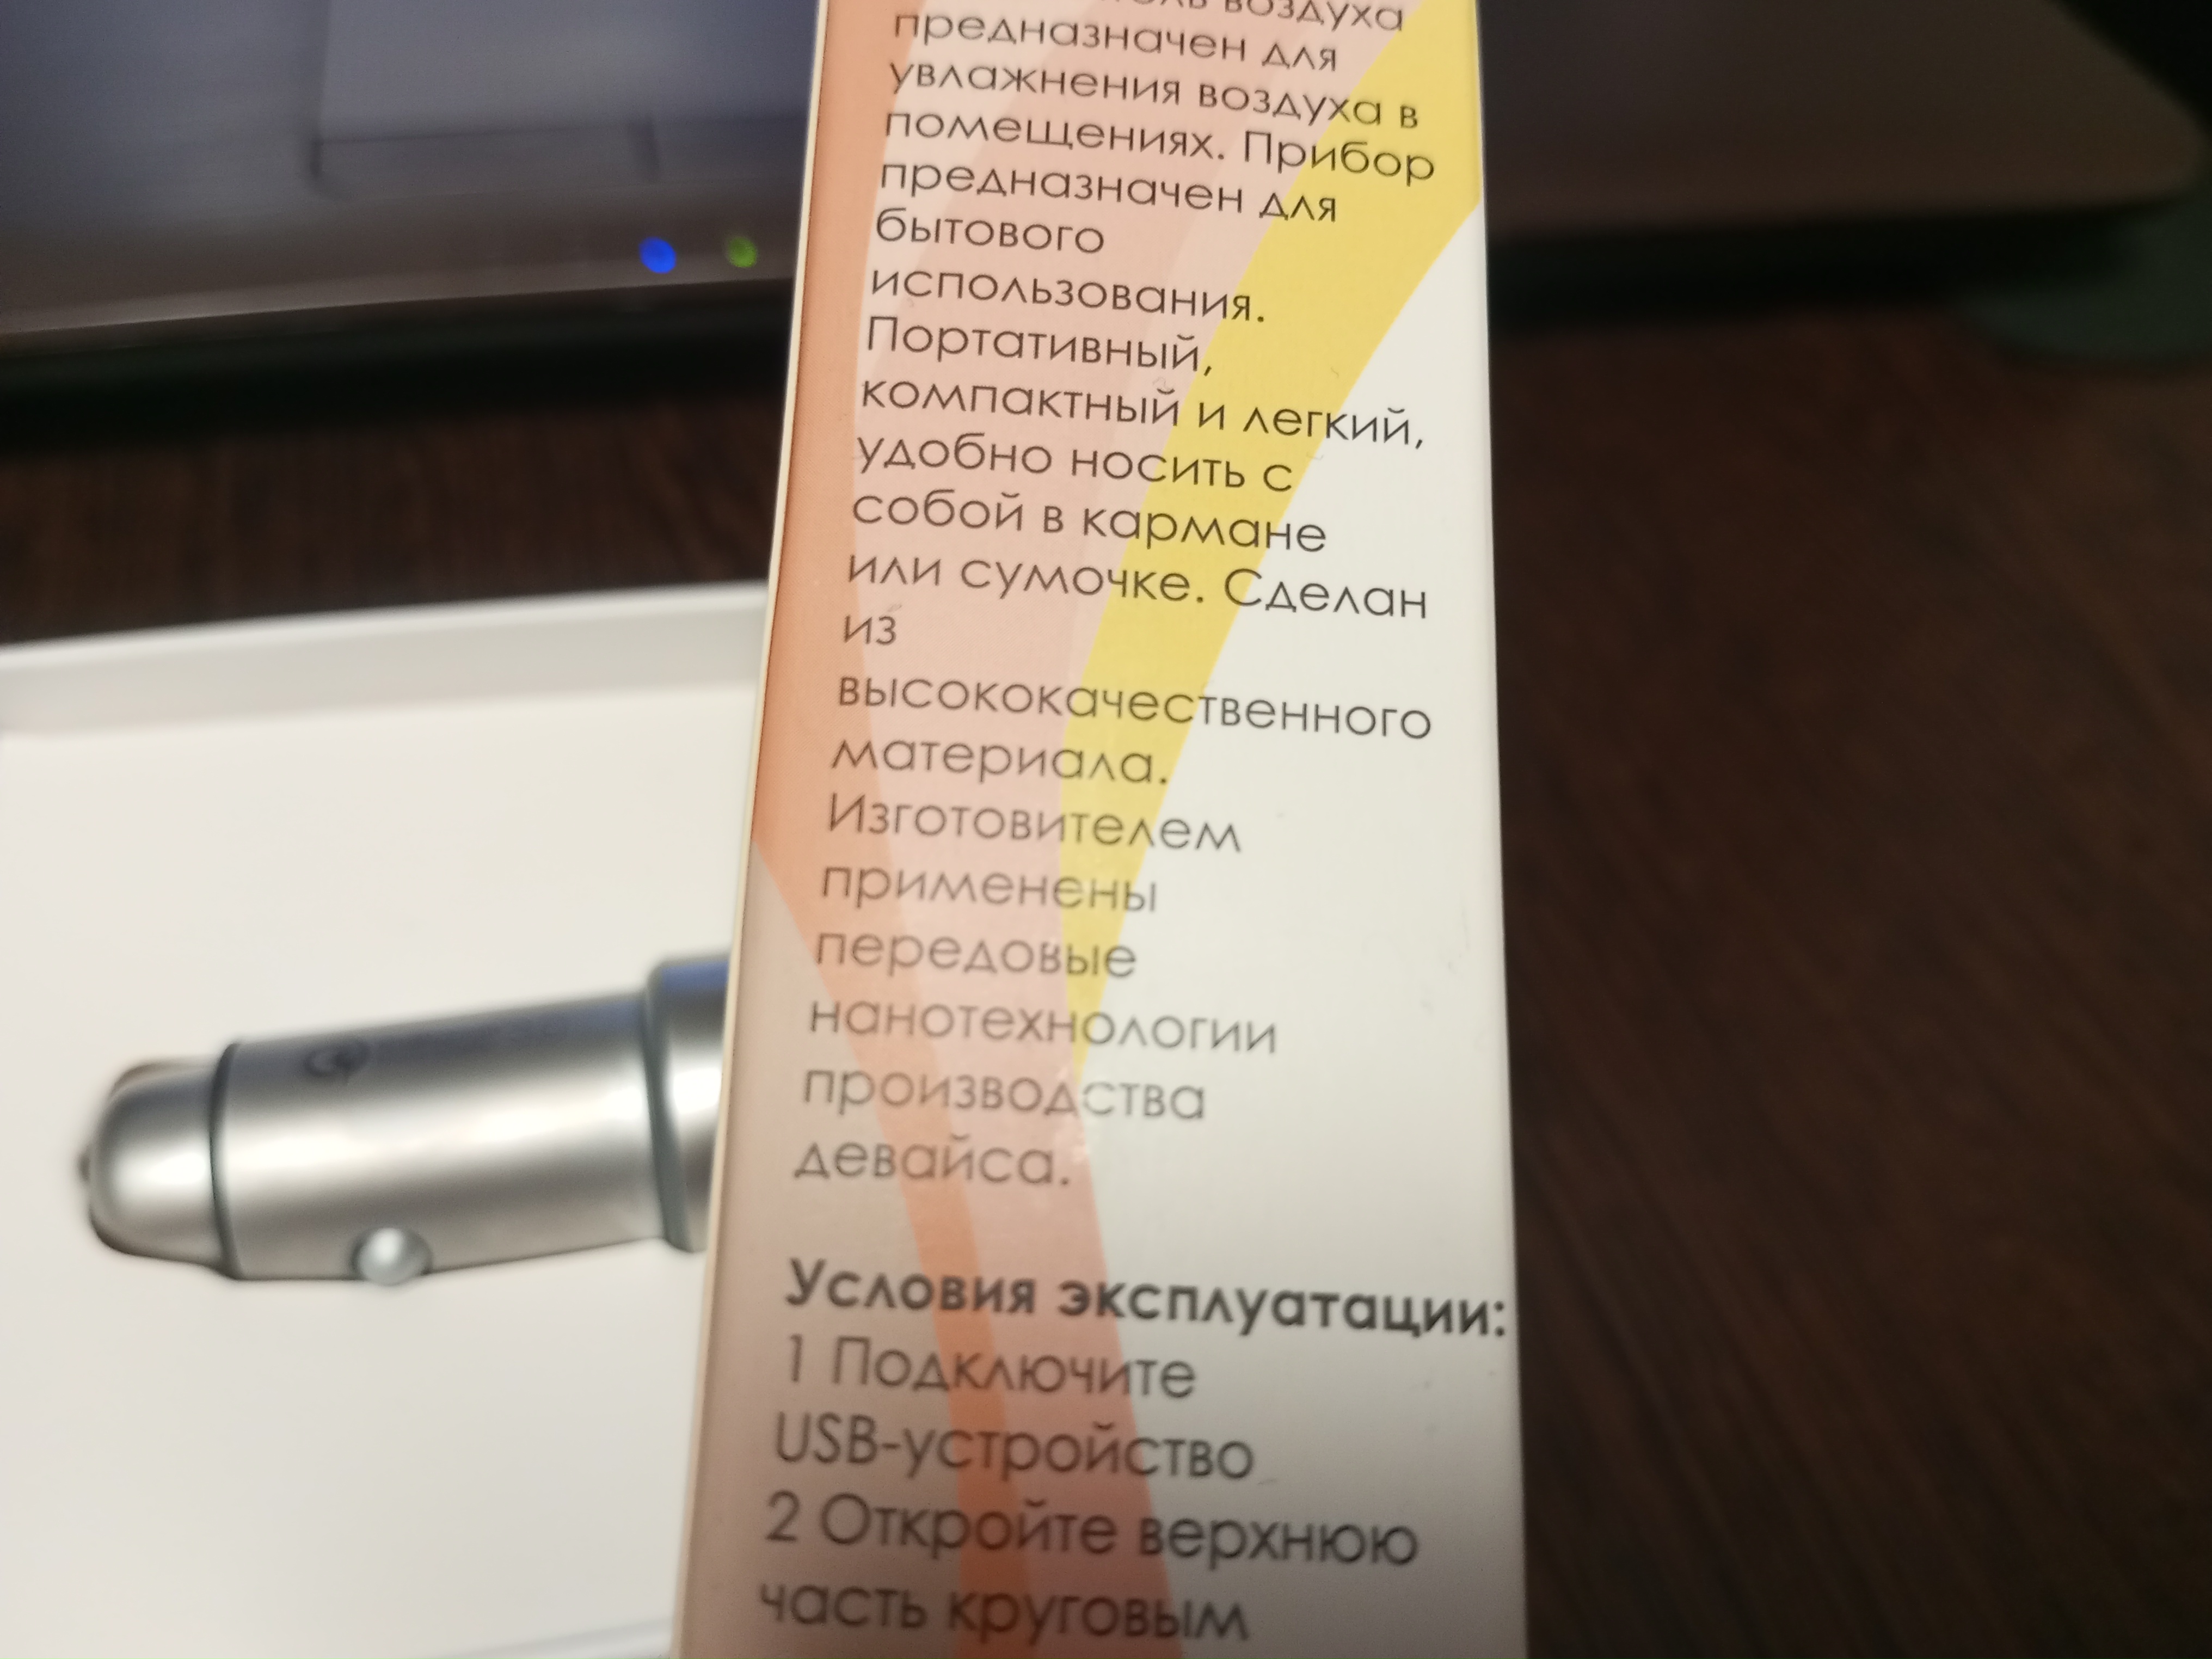 воздуха
предназначен для
увлажнения воздуха в
помещениях. Прибор
предназначен для
бытового
использования.
Портативный,
компактный и легкий,
удобно носить с
собой в кармане
или сумочке. Сделан
из
высококачественного
материала.
Изготовителем
применены
передовые
нанотехнологии
производства
девайса.
Условия эксплуатации:
1 Подключите
USB-устройство
2 Откройте верхнюю
часть круговым